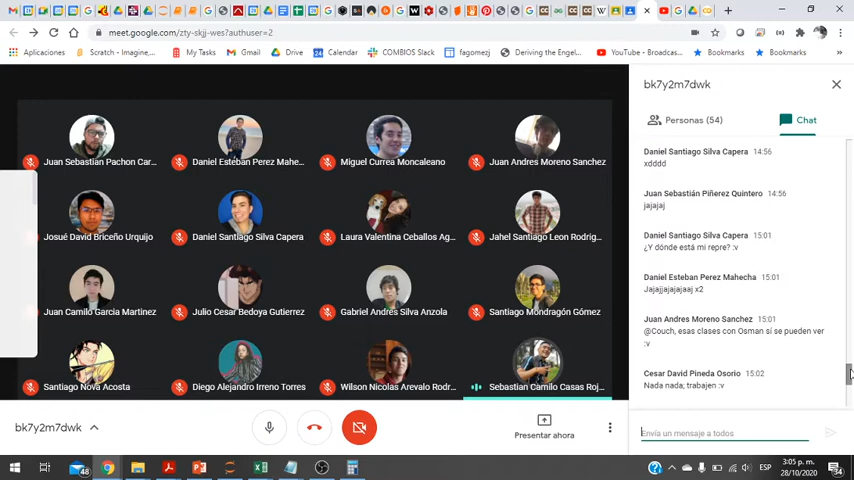 meet.google.com/zty-skjj-wes?authuser=2
Aplicaciones
Scratch - Imagine,...
My Tasks
Gmail
Drive
Calendar
COMBIOS Slack
fagomezj
Deriving the Engel...
YouTube - Broadcas...
Bookmarks
Bookmarks
bk7y2m7dwk
Personas (54)
Chat
Juan Sebastian Pachon Car...
Daniel Esteban Perez Mahe...
Miguel Currea Moncaleano
Juan Andres Moreno Sanchez
Josué David Briceño Urquijo
Daniel Santiago Silva Capera
Laura Valentina Ceballos Ag...
Jahel Santiago Leon Rodrig...
Juan Camilo Garcia Martinez
Julio Cesar Bedoya Gutierrez
Gabriel Andrés Silva Anzola
Santiago Mondragón Gómez
Santiago Nova Acosta
Diego Alejandro Irreno Torres
Wilson Nicolas Arevalo Rodr...
Sebastian Camilo Casas Roj...
Daniel Santiago Silva Capera 14:56
xdddd
Juan Sebastián Piñerez Quintero 14:56
jajajaj
Daniel Santiago Silva Capera 15:01
¿Y dónde está mi repre? :v
Daniel Esteban Perez Mahecha 15:01
Jajajjajajajaaj x2
Juan Andres Moreno Sanchez 15:01
@Couch, esas clases con Osman sí se pueden ver
:v
Cesar David Pineda Osorio 15:02
Nada nada; trabajen :v
Envía un mensaje a todos
bk7y2m7dwk
Presentar ahora
48
ESP
3:05 p. m.
28/10/2020
34